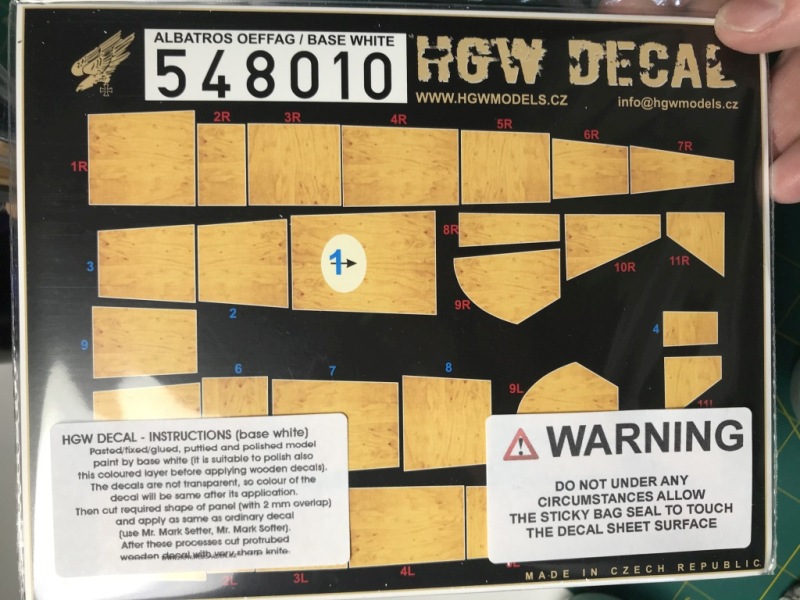 ALBATROS OEFFAG / BASE WHITE
548010
HGW DECAL
WWW.HGWMODELS.CZ
info@hgwmodels.cz
1R
2R
3R
4R
5R
6R
7R
3
2
1
8R
9R
10R
11R
9
4
6
7
8
9L
HGW DECAL - INSTRUCTIONS (base white)
Pasted/fixed/glued, puttied and polished model
paint by base white (it is suitable to polish also
this coloured layer before applying wooden decals).
The decals are not transparent, so colour of the
decal will be same after its application.
Then cut required shape of panel (with 2 mm overlap)
and apply as same as ordinary decal
(use Mr. Mark Setter, Mr. Mark Softer).
After these processes cut protrubed
wooden decal with very sharp knife.
WARNING
DO NOT UNDER ANY
CIRCUMSTANCES ALLOW
THE STICKY BAG SEAL TO TOUCH
THE DECAL SHEET SURFACE
2L
3L
4L
MADE IN CZECH REPUBLIC